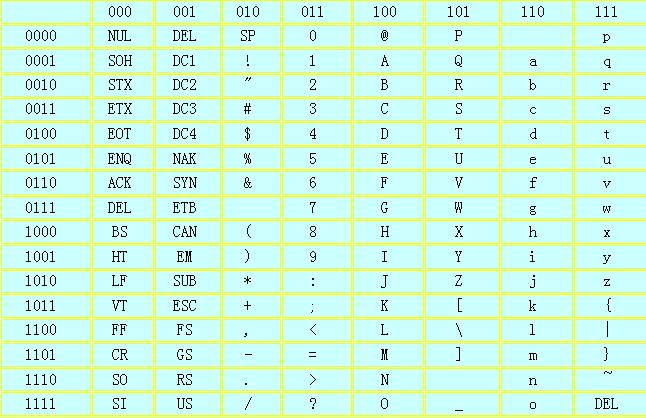 000 001 010 011 100 101 110 111
0000 NUL DEL SP 0 @ P p
0001 SOH DC1 ! 1 A Q a q
0010 STX DC2 ″ 2 B R b r
0011 ETX DC3 # 3 C S c s
0100 EOT DC4 $ 4 D T d t
0101 ENQ NAK % 5 E U e u
0110 ACK SYN & 6 F V f v
0111 DEL ETB 7 G W g w
1000 BS CAN ( 8 H X h x
1001 HT EM ) 9 I Y i y
1010 LF SUB * : J Z j z
1011 VT ESC + ; K [ k {
1100 FF FS , < L \ l |
1101 CR GS - = M ] m }
1110 SO RS . > N n ~
1111 SI US / ? O _ o DEL